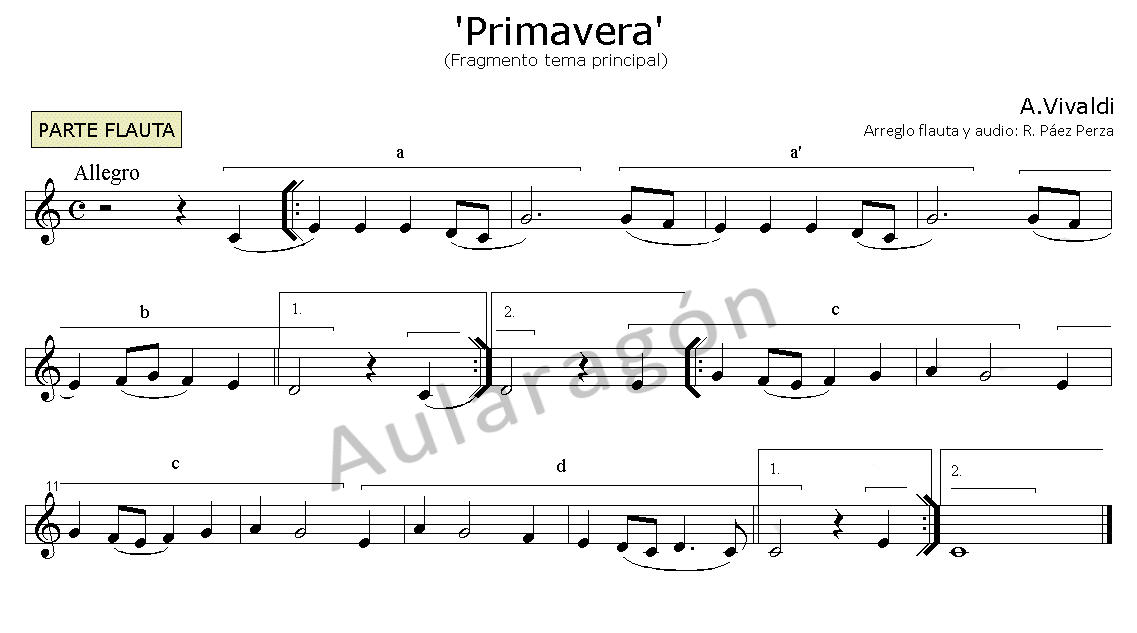 'Primavera'
(Fragmento tema principal)
A.Vivaldi
PARTE FLAUTA
Arreglo flauta y audio: R. Páez Perza
a
a'
Allegro
b
1.
2.
c
Aularagón
c
d
1.
2.
11